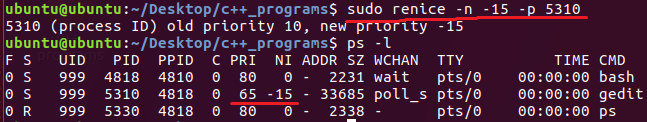 ubuntu@ubuntu:~/Desktop/c++_programs$ sudo renice -n -15 -p 5310
5310 (process ID) old priority 10, new priority -15
ubuntu@ubuntu:~/Desktop/c++_programs$ ps -l
F S   UID   PID  PPID  C PRI  NI ADDR SZ WCHAN  TTY          TIME CMD
0 S   999  4818  4810  0  80   0 -  2231 wait   pts/0    00:00:00 bash
0 S   999  5310  4818  0  65 -15 - 33685 poll_s pts/0    00:00:00 gedit
0 R   999  5330  4818  0  80   0 -  2338 -      pts/0    00:00:00 ps